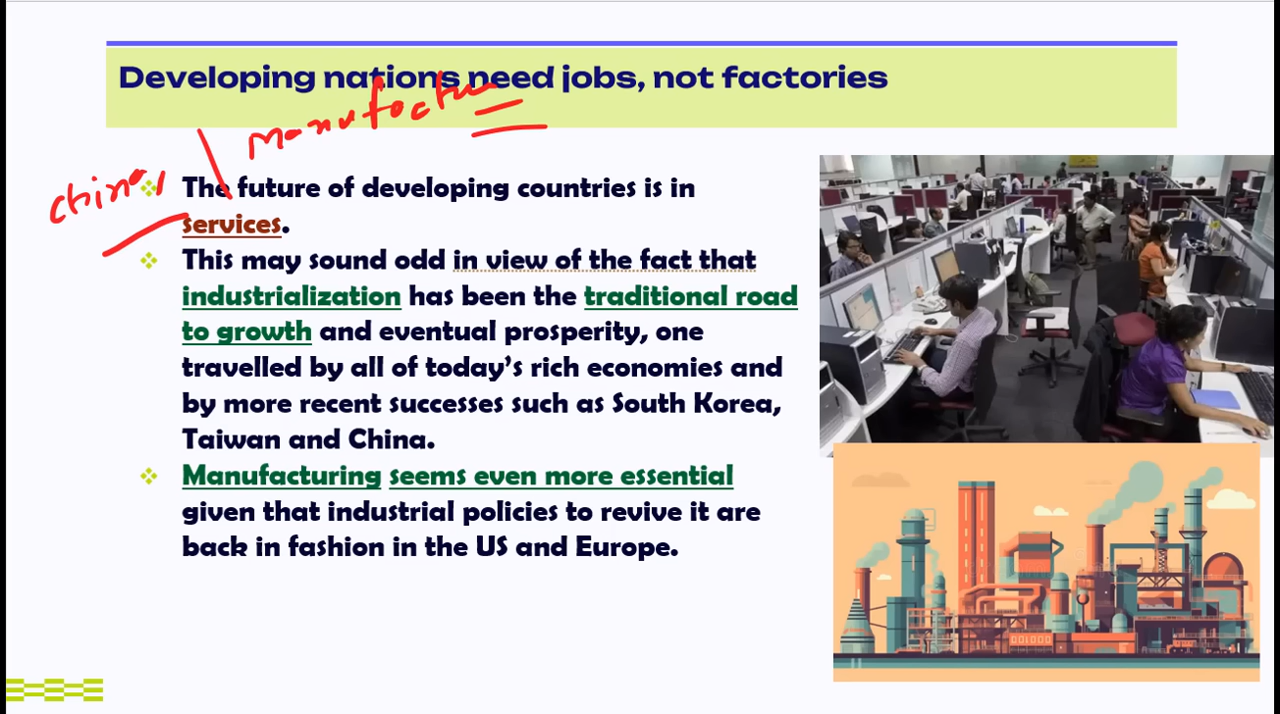 Developing nations need jobs, not factories
manufactu
china,
The future of developing countries is in
services.
This may sound odd in view of the fact that
industrialization has been the traditional road
to growth and eventual prosperity, one
travelled by all of today's rich economies and
by more recent successes such as South Korea,
Taiwan and China.
Manufacturing seems even more essential
given that industrial policies to revive it are
back in fashion in the US and Europe.